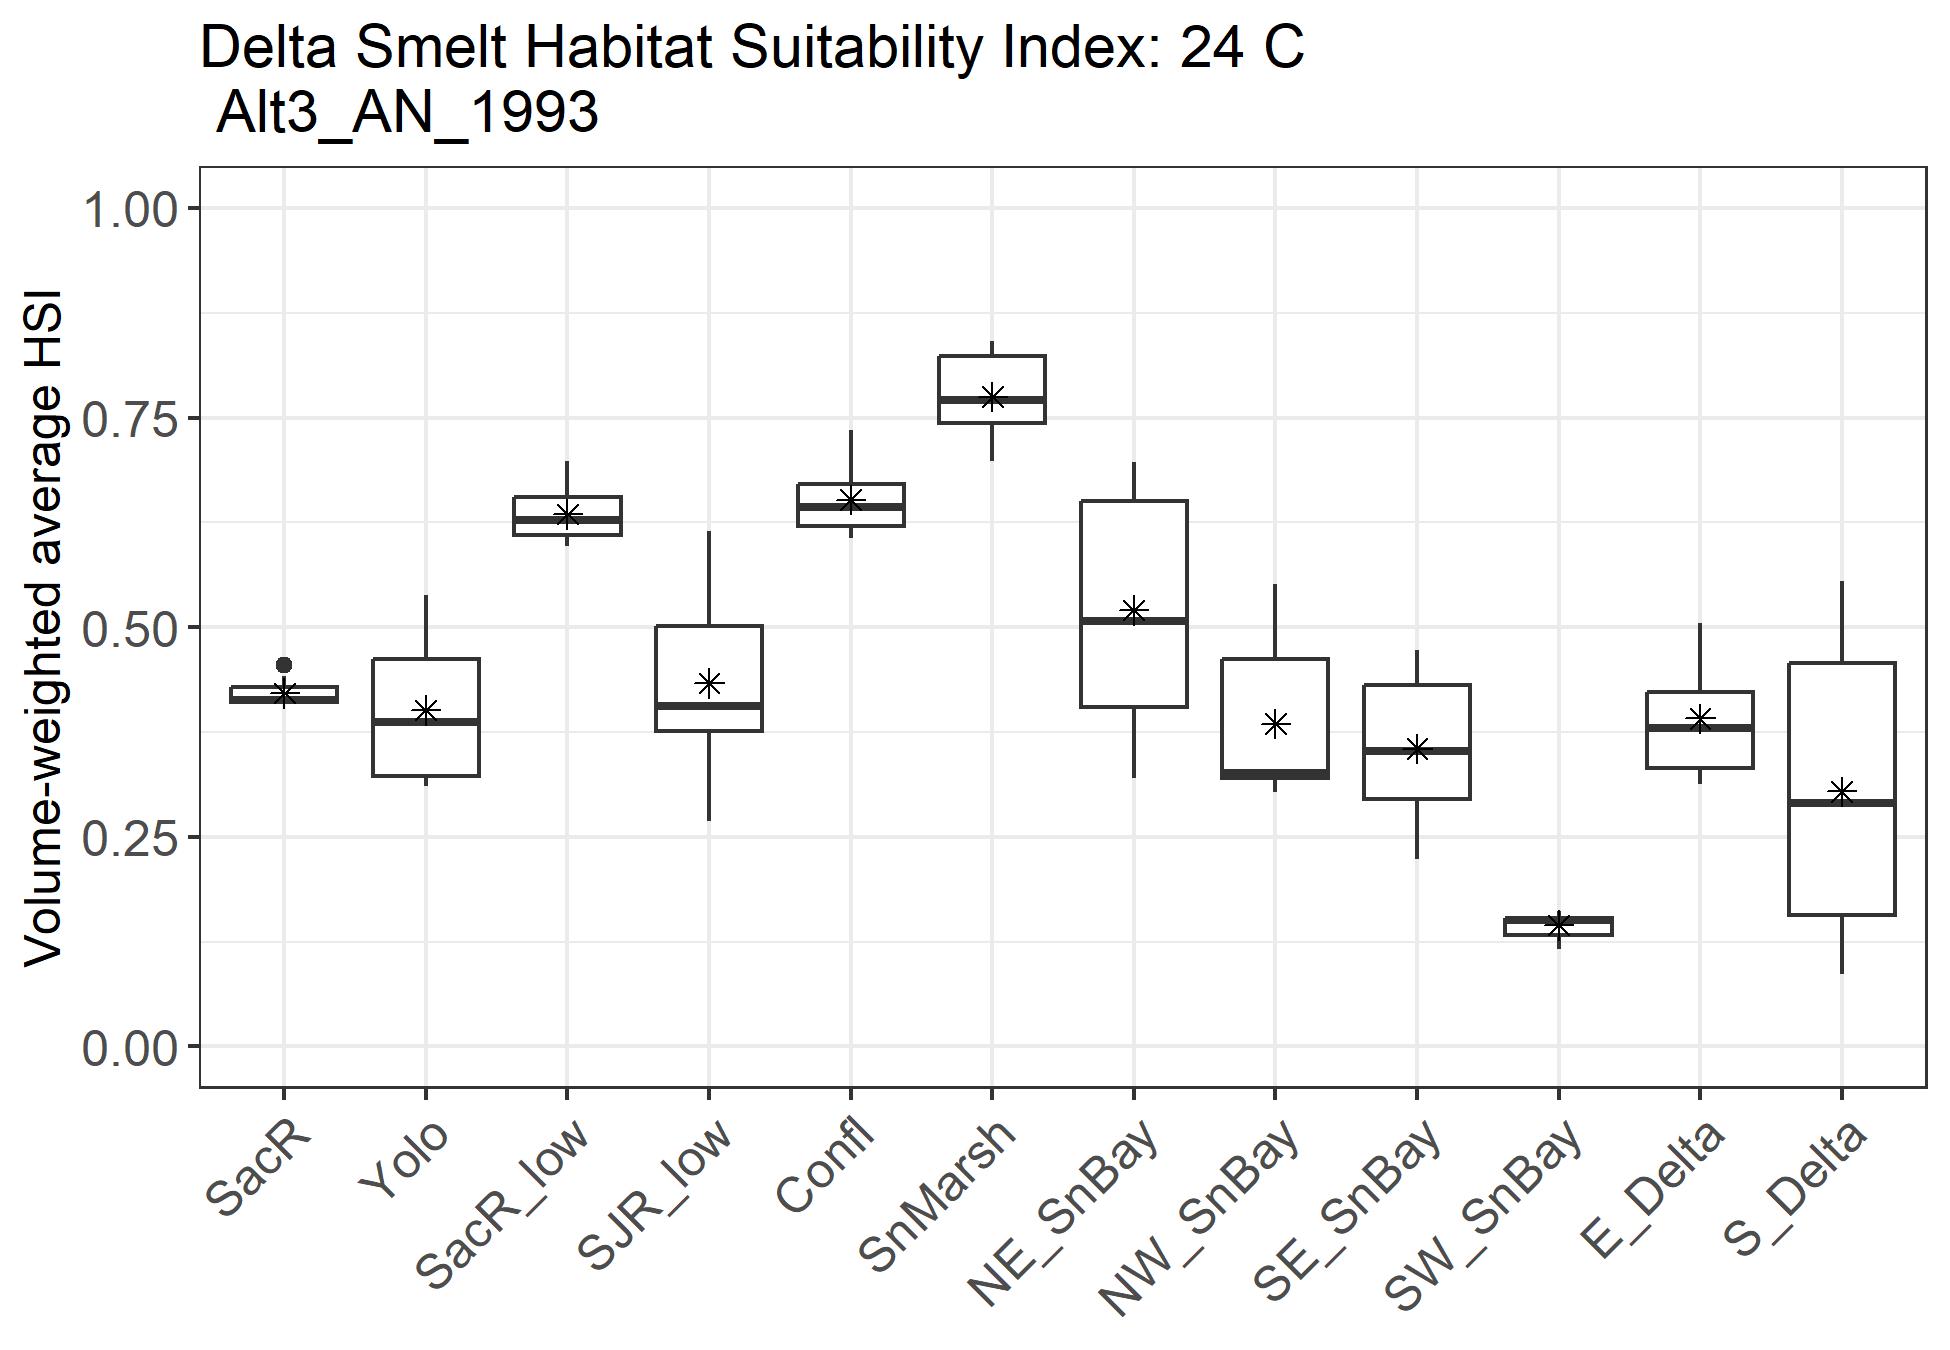 Delta Smelt Habitat Suitability Index: 24 C
Alt3_AN_1993
Volume-weighted average HSI
1.00
0.75
0.50
0.25
0.00
SacR
Yolo
SacR_low
SJR_low
Confl
SnMarsh
NE_SnBay
NW_SnBay
SE_SnBay
SW_SnBay
E_Delta
S_Delta